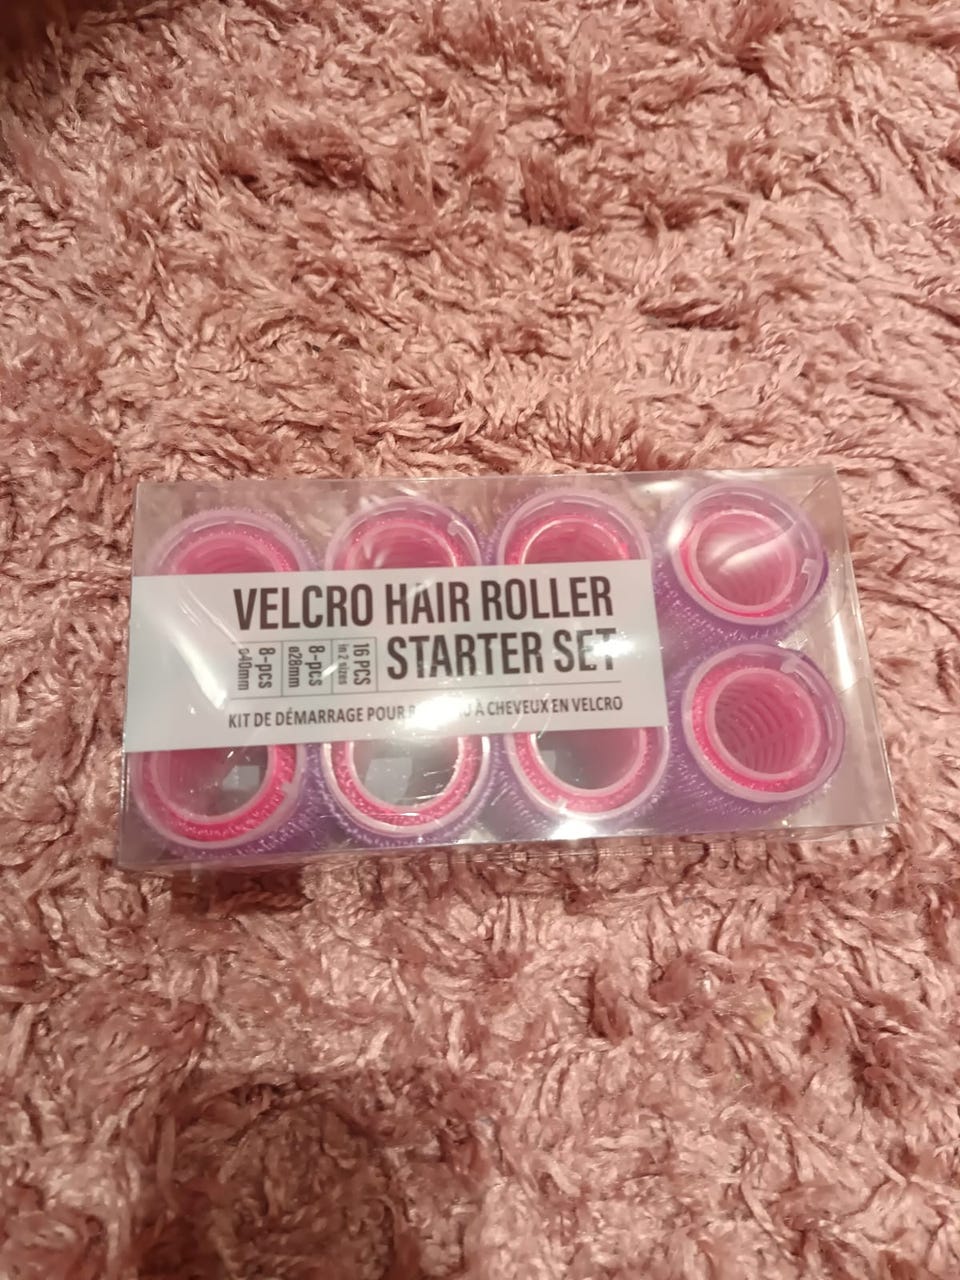 VELCRO HAIR ROLLER
STARTER SET
16 PCS
in 2 sizes
8-pcs
ø28mm
8-pcs
ø40mm
KIT DE DÉMARRAGE POUR À CHEVEUX EN VELCRO